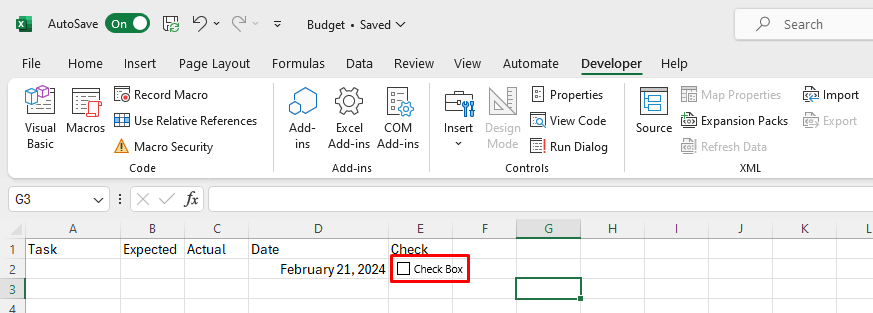 AutoSave On Budget • Saved Search
File Home Insert Page Layout Formulas Data Review View Automate Developer Help
Visual Basic
Macros
Record Macro
Use Relative References
Macro Security
Code
Add-ins
Excel Add-ins
COM Add-ins
Add-ins
Insert
Design Mode
Properties
View Code
Run Dialog
Controls
Source
Map Properties
Expansion Packs
Refresh Data
Import
Export
XML
G3 fx
A B C D E F G H I J K L
1 Task Expected Actual Date Check
2 February 21, 2024 Check Box
3
4